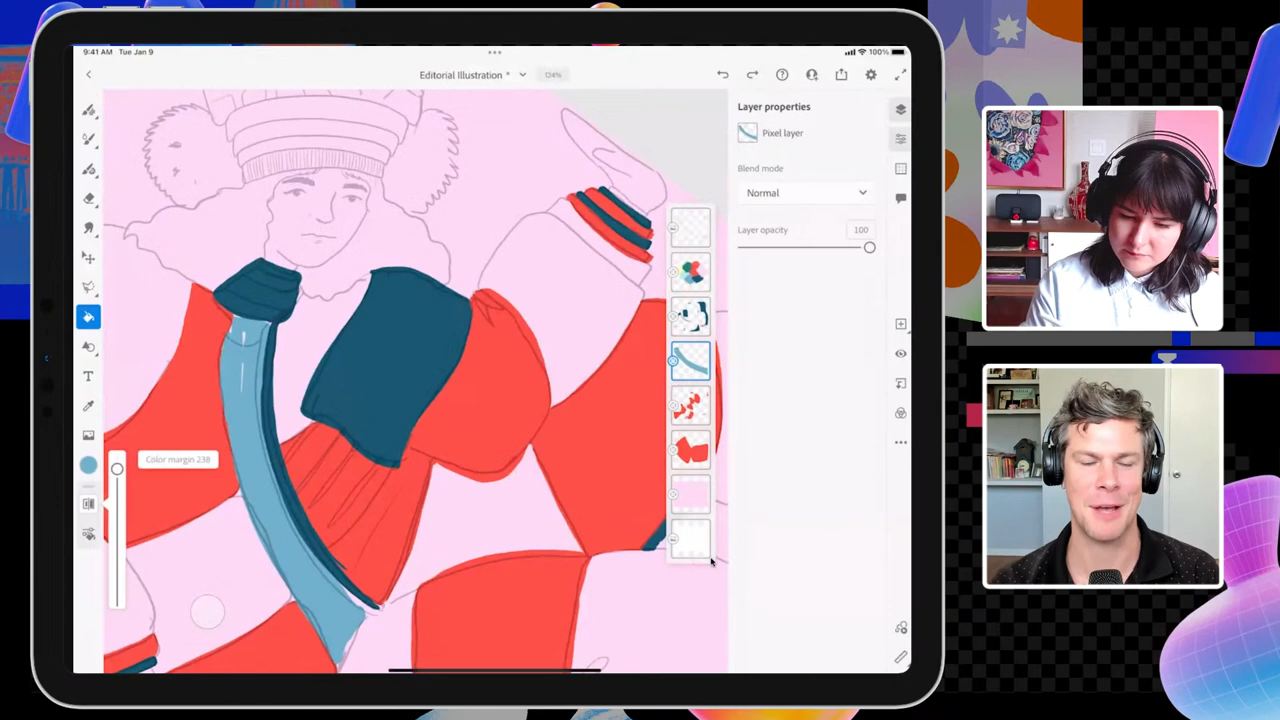 9:41 AM Tue Jan 9
100%
Editorial Illustration *
124%
Layer properties
Pixel layer
Blend mode
Normal
Layer opacity
100
Color margin 238
T